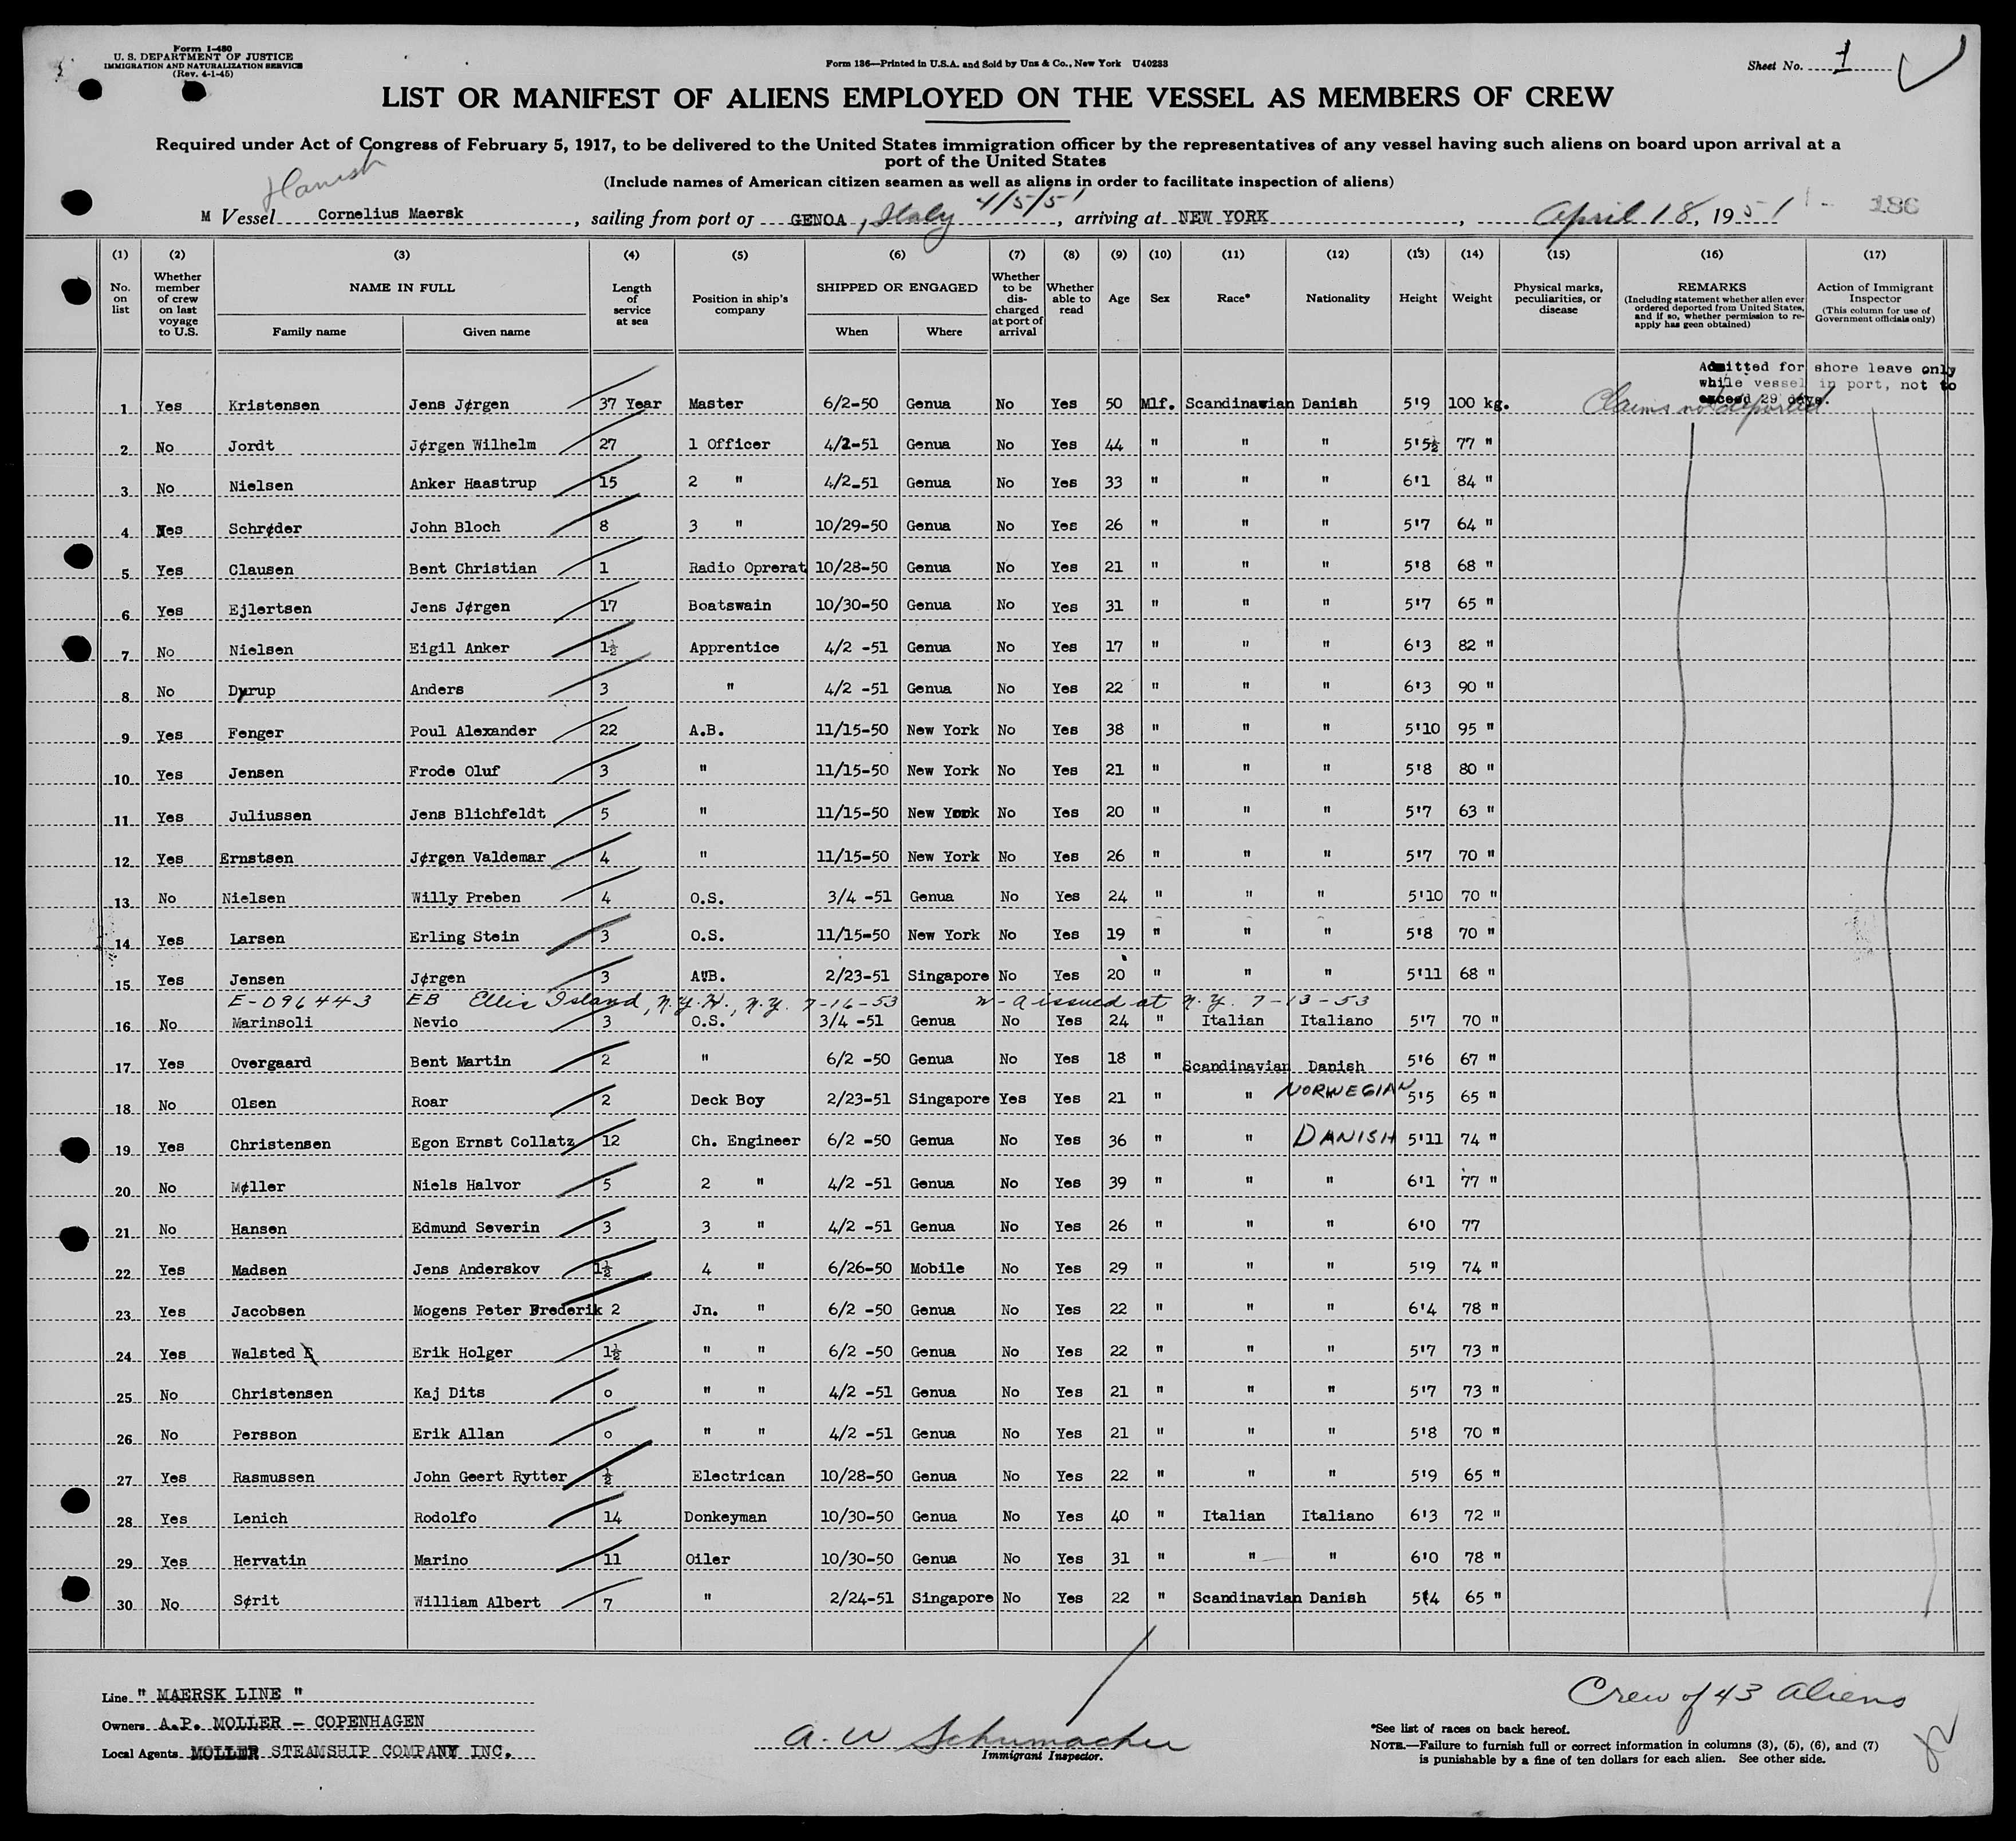 Form I-480
U. S. DEPARTMENT OF JUSTICE
IMMIGRATION AND NATURALIZATION SERVICE
(Rev. 4-1-45)
Form 136—Printed in U.S.A. and Sold by Unz & Co., New York U40233
Sheet No. 1
LIST OR MANIFEST OF ALIENS EMPLOYED ON THE VESSEL AS MEMBERS OF CREW
Required under Act of Congress of February 5, 1917, to be delivered to the United States immigration officer by the representatives of any vessel having such aliens on board upon arrival at a
port of the United States
(Include names of American citizen seamen as well as aliens in order to facilitate inspection of aliens)
M Vessel Cornelius Maersk, sailing from port of GENOA, Italy 4/5/51, arriving at NEW YORK, April 18, 1951 186
(1) (2) (3) (4) (5) (6) (7) (8) (9) (10) (11) (12) (13) (14) (15) (16) (17)
No. on list Whether member of crew on last voyage to U.S. NAME IN FULL Family name Given name Length of service at sea Position in ship's company SHIPPED OR ENGAGED When Where Whether to be discharged at port of arrival Whether able to read Age Sex Race* Nationality Height Weight Physical marks, peculiarities, or disease REMARKS (Including statement whether alien ever ordered deported from United States, and if so, whether permission to re-apply has geen obtained) Action of Immigrant Inspector (This column for use of Government officials only)
Admitted for shore leave only
while vessel in port, not to
exceed 29 days.
1 Yes Kristensen Jens Jørgen 37 Year Master 6/2-50 Genua No Yes 50 Mlf. Scandinavian Danish 5'9 100 kg. Claims not deported
2 No Jordt Jørgen Wilhelm 27 1 Officer 4/2-51 Genua No Yes 44 " " " 5'5½ 77 "
3 No Nielsen Anker Haastrup 15 2 " 4/2-51 Genua No Yes 33 " " " 6'1 84 "
4 Yes Schrøder John Bloch 8 3 " 10/29-50 Genua No Yes 26 " " " 5'7 64 "
5 Yes Clausen Bent Christian 1 Radio Oprerat 10/28-50 Genua No Yes 21 " " " 5'8 68 "
6 Yes Ejlertsen Jens Jørgen 17 Boatswain 10/30-50 Genua No Yes 31 " " " 5'7 65 "
7 No Nielsen Eigil Anker 1½ Apprentice 4/2 -51 Genua No Yes 17 " " " 6'3 82 "
8 No Dyrup Anders 3 " 4/2 -51 Genua No Yes 22 " " " 6'3 90 "
9 Yes Fenger Poul Alexander 22 A.B. 11/15-50 New York No Yes 38 " " " 5'10 95 "
10 Yes Jensen Frode Oluf 3 " 11/15-50 New York No Yes 21 " " " 5'8 80 "
11 Yes Juliussen Jens Blichfeldt 5 " 11/15-50 New York No Yes 20 " " " 5'7 63 "
12 Yes Ernstsen Jørgen Valdemar 4 " 11/15-50 New York No Yes 26 " " " 5'7 70 "
13 No Nielsen Willy Preben 4 O.S. 3/4 -51 Genua No Yes 24 " " " 5'10 70 "
14 Yes Larsen Erling Stein 3 O.S. 11/15-50 New York No Yes 19 " " " 5'8 70 "
15 Yes Jensen Jørgen 3 A.B. 2/23-51 Singapore No Yes 20 " " " 5'11 68 "
E-096443 EB Ellis Island, N.Y.H., N.Y. 7-16-53 W-A issued at N.Y. 7-13-53
16 No Marinsoli Nevio 3 O.S. 3/4 -51 Genua No Yes 24 " Italian Italiano 5'7 70 "
17 Yes Overgaard Bent Martin 2 " 6/2 -50 Genua No Yes 18 " Scandinavian Danish 5'6 67 "
18 No Olsen Roar 2 Deck Boy 2/23-51 Singapore Yes Yes 21 " " NORWEGIAN 5'5 65 "
19 Yes Christensen Egon Ernst Collatz 12 Ch. Engineer 6/2 -50 Genua No Yes 36 " " DANISH 5'11 74 "
20 No Møller Niels Halvor 5 2 " 4/2 -51 Genua No Yes 39 " " " 6'1 77 "
21 No Hansen Edmund Severin 3 3 " 4/2 -51 Genua No Yes 26 " " " 6'0 77
22 Yes Madsen Jens Anderskov 1½ 4 " 6/26-50 Mobile No Yes 29 " " " 5'9 74 "
23 Yes Jacobsen Mogens Peter Frederik 2 Jn. " 6/2 -50 Genua No Yes 22 " " " 6'4 78 "
24 Yes Walsted Erik Holger 1½ " " 6/2 -50 Genua No Yes 22 " " " 5'7 73 "
25 No Christensen Kaj Dits o " " 4/2 -51 Genua No Yes 21 " " " 5'7 73 "
26 No Persson Erik Allan o " " 4/2 -51 Genua No Yes 21 " " " 5'8 70 "
27 Yes Rasmussen John Geert Rytter ½ Electrican 10/28-50 Genua No Yes 22 " " " 5'9 65 "
28 Yes Lenich Rodolfo 14 Donkeyman 10/30-50 Genua No Yes 40 " Italian Italiano 6'3 72 "
29 Yes Hervatin Marino 11 Oiler 10/30-50 Genua No Yes 31 " " " 6'0 78 "
30 No Sørit William Albert 7 " 2/24-51 Singapore No Yes 22 " Scandinavian Danish 5'4 65 "
Line " MAERSK LINE "
Owners A.P. MOLLER - COPENHAGEN
Local Agents MOLLER STEAMSHIP COMPANY INC.
A. W Schumacher
Immigrant Inspector.
Crew of 43 Aliens
*See list of races on back hereof.
NOTE.—Failure to furnish full or correct information in columns (3), (5), (6), and (7)
is punishable by a fine of ten dollars for each alien. See other side.